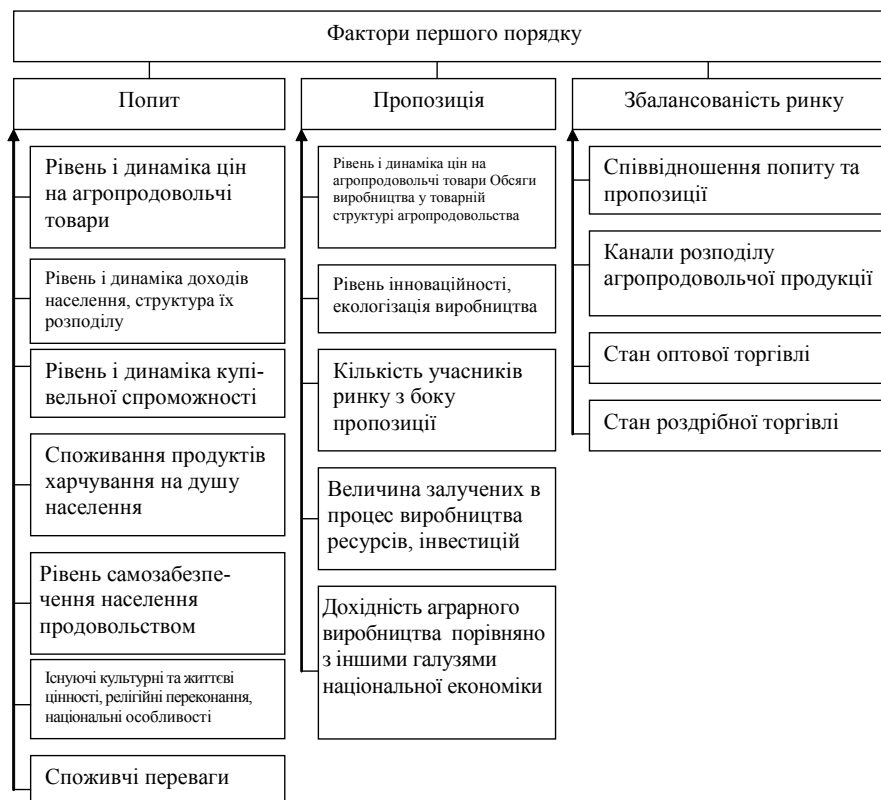 Фактори першого порядку
Попит
Рівень і динаміка цін
на агропродовольчі
товари
Рівень і динаміка доходів
населення, структура їх
розподілу
Рівень і динаміка купі-
вельної спроможності
Споживання продуктів
харчування на душу
населення
Рівень самозабезпе-
чення населення
продовольством
Існуючі культурні та життєві
цінності, релігійні переконання,
національні особливості
Споживчі переваги
Пропозиція
Рівень і динаміка цін на
агропродовольчі товари Обсяги
виробництва у товарній
структурі агропродовольства
Рівень інноваційності,
екологізація виробництва
Кількість учасників
ринку з боку
пропозиції
Величина залучених в
процес виробництва
ресурсів, інвестицій
Дохідність аграрного
виробництва порівняно
з іншими галузями
національної економіки
Збалансованість ринку
Співвідношення попиту та
пропозиції
Канали розподілу
агропродовольчої продукції
Стан оптової торгівлі
Стан роздрібної торгівлі